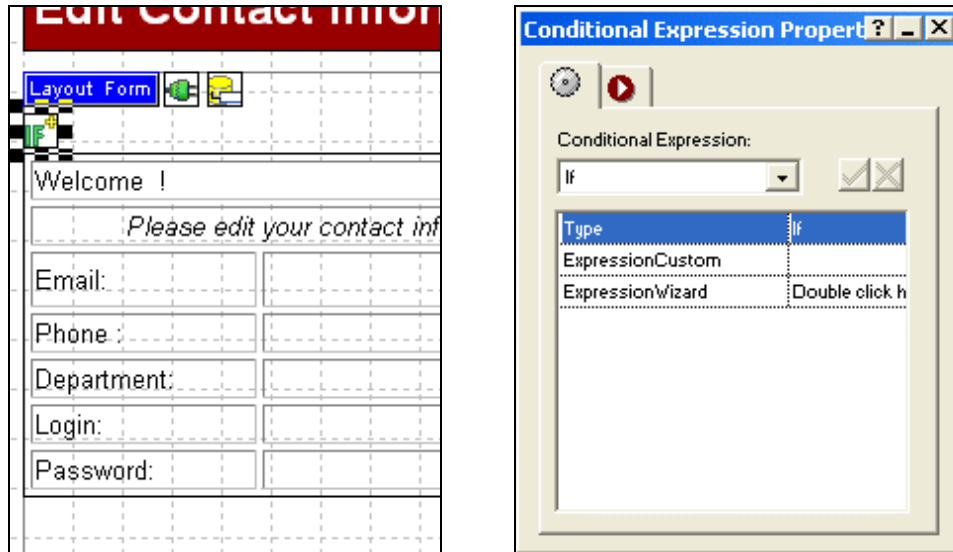 Edit Contact Infor
Layout Form
IF
Welcome !
Please edit your contact inf
Email:
Phone :
Department:
Login:
Password:
Conditional Expression Propert
Conditional Expression:
If
Type If
ExpressionCustom
ExpressionWizard Double click h